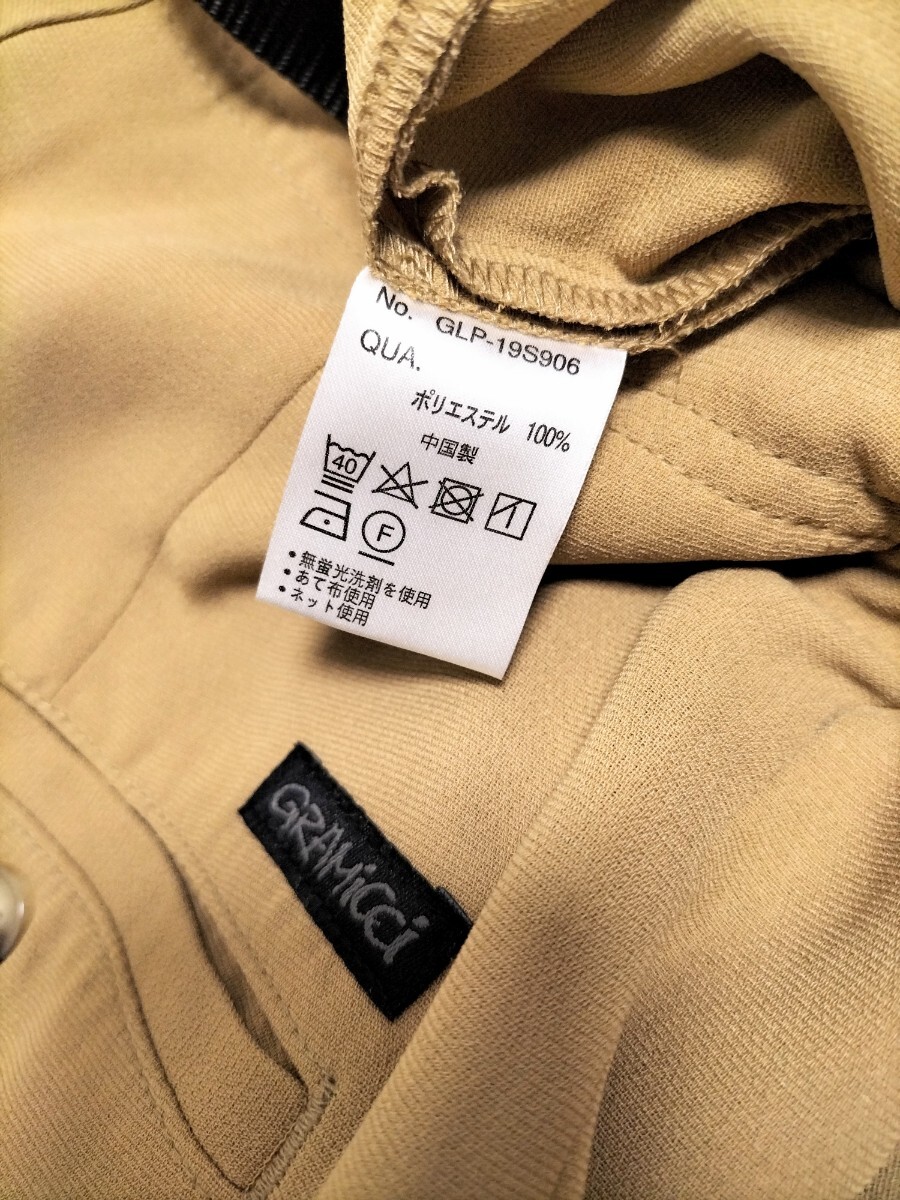 No. GLP-19S906
QUA.
ポリエステル 100%
中国製
40
F
・無蛍光洗剤を使用
・あて布使用
・ネット使用
GRAMiCCi